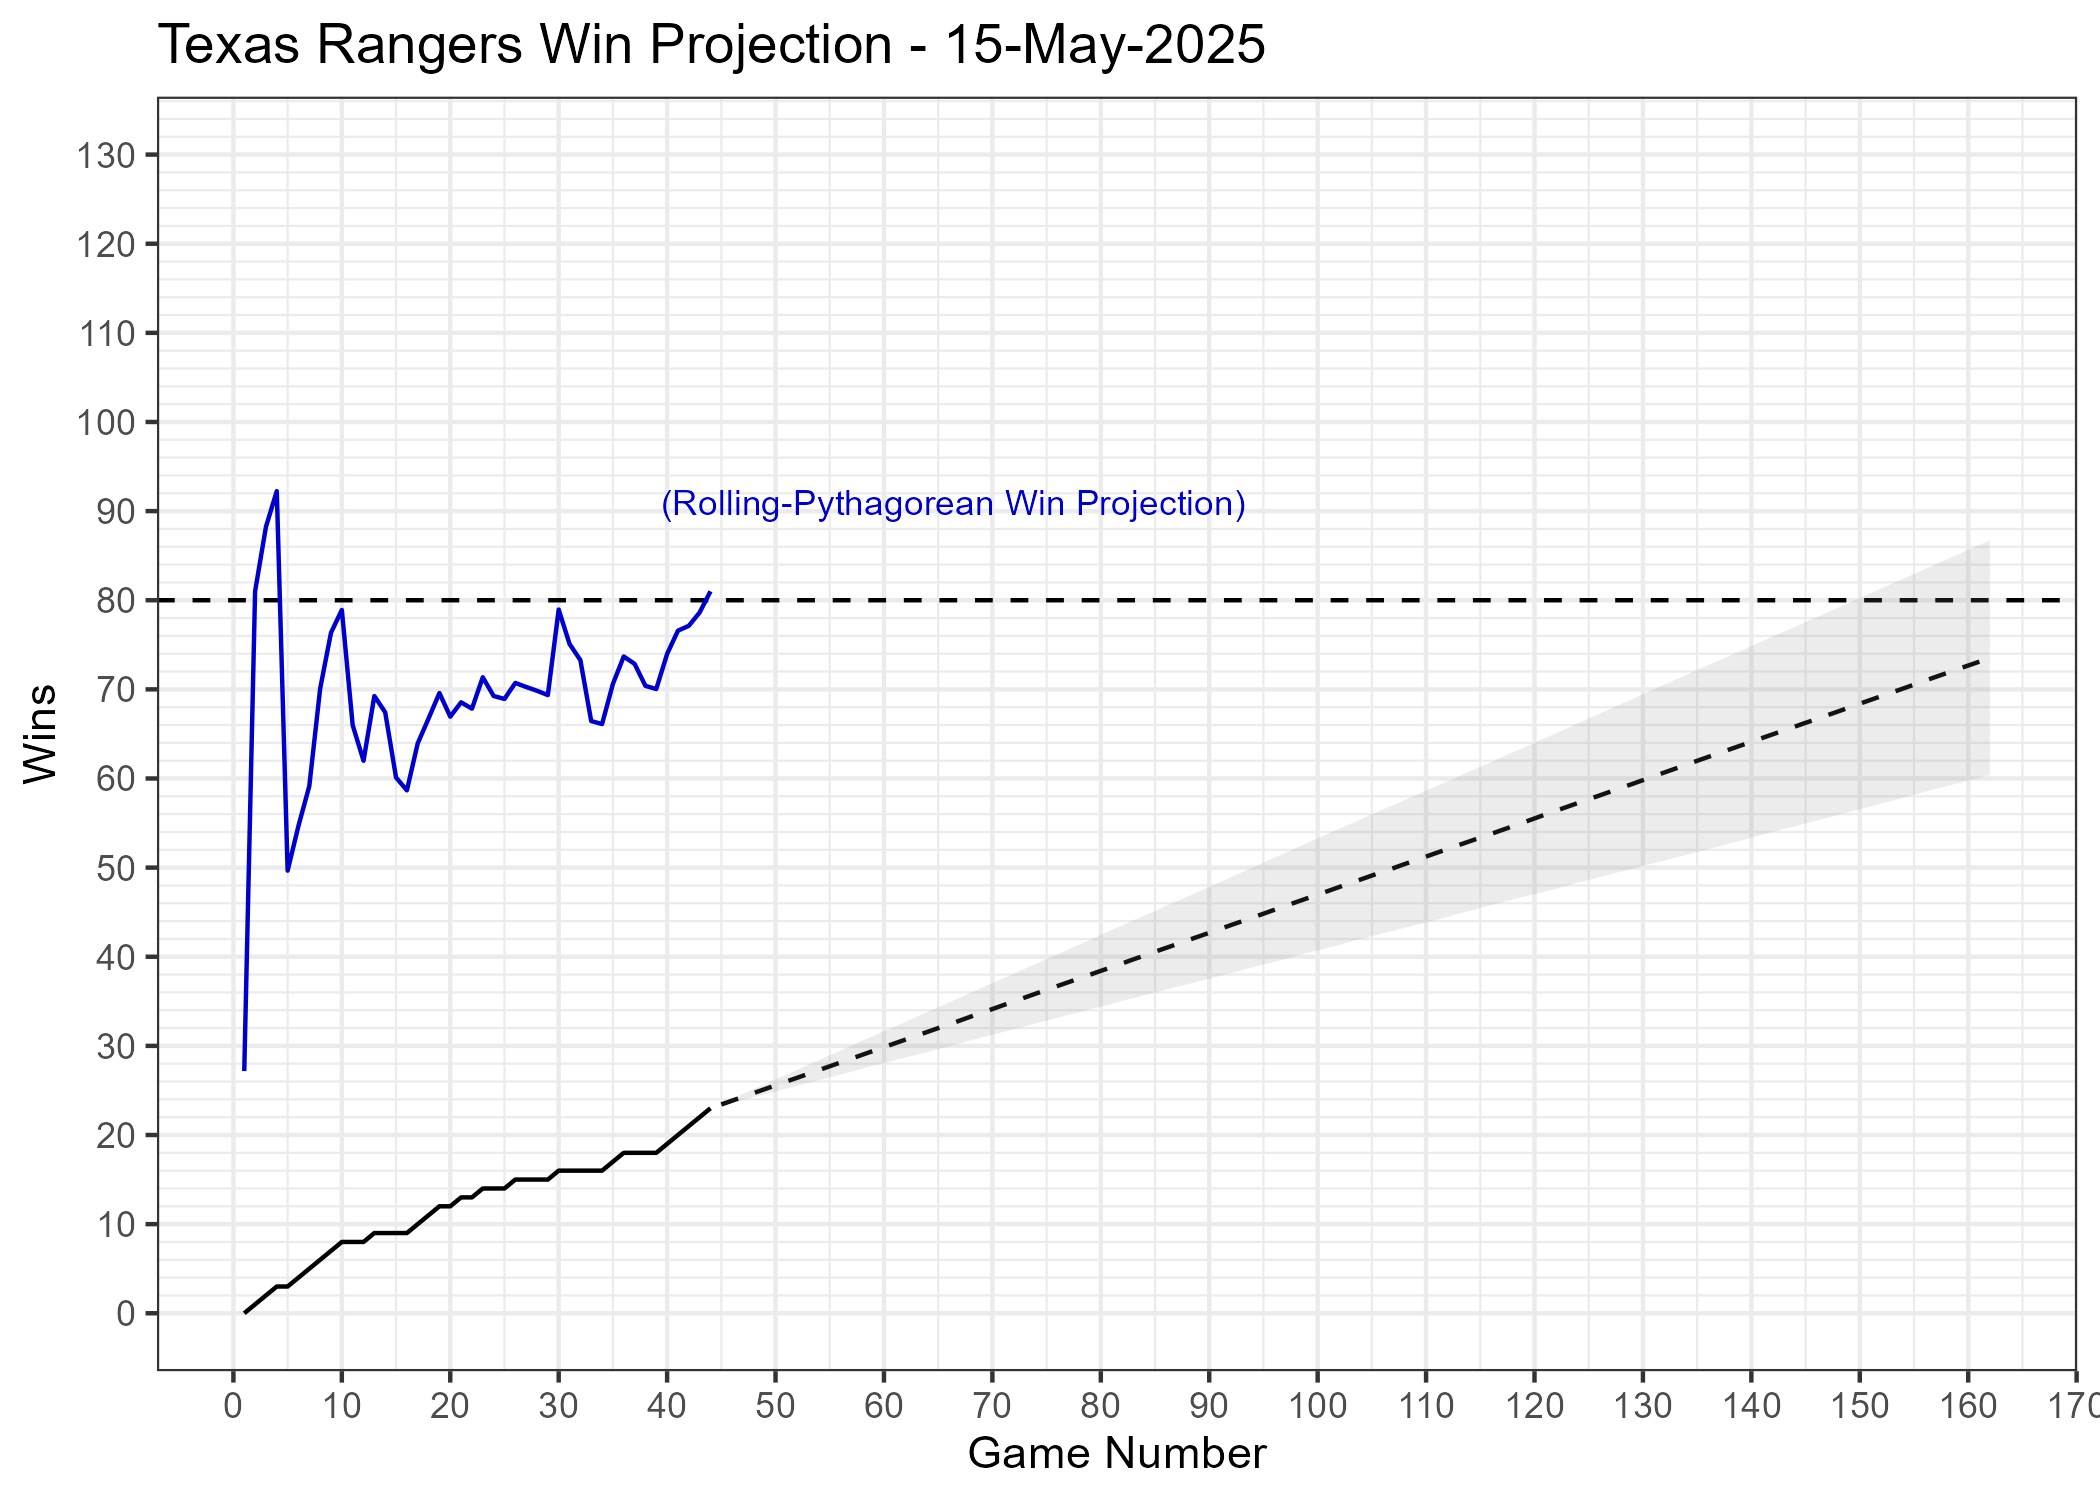 Texas Rangers Win Projection - 15-May-2025
130
120
110
100
90
80
70
60
50
40
30
20
10
0
(Rolling-Pythagorean Win Projection)
Wins
0 10 20 30 40 50 60 70 80 90 100 110 120 130 140 150 160 170
Game Number